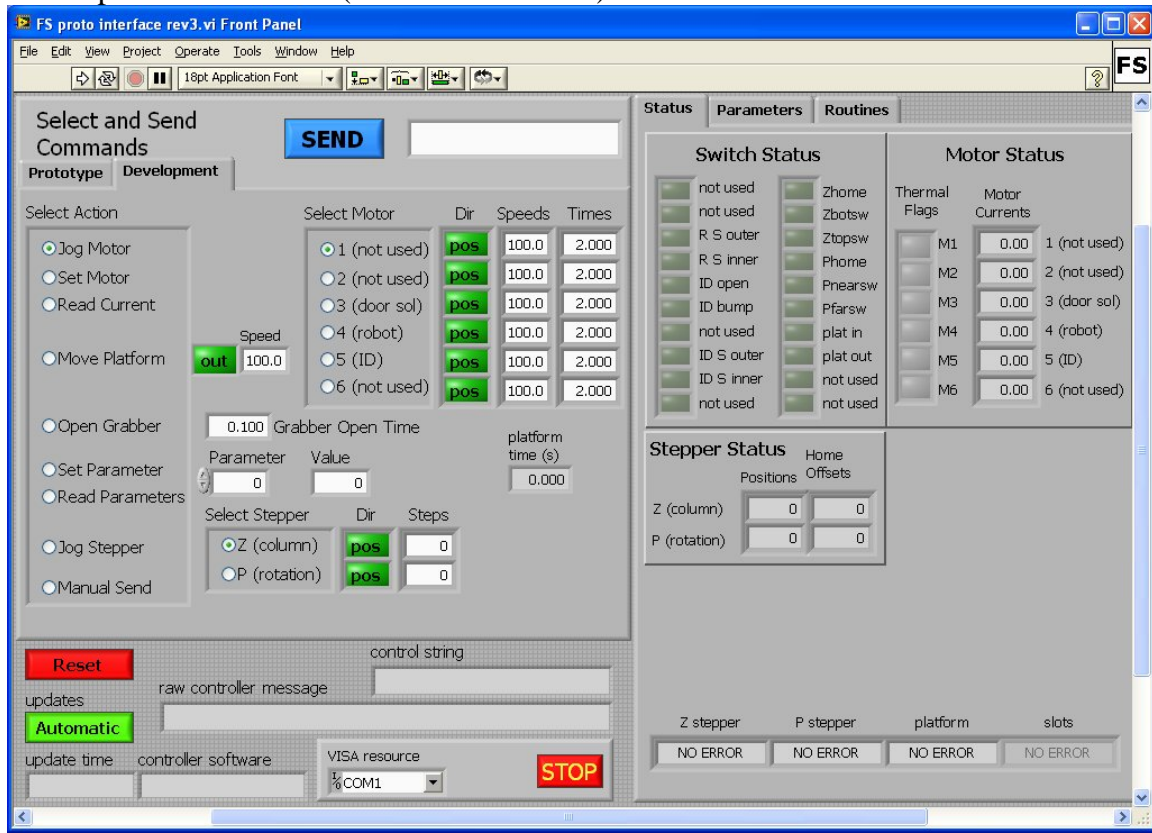 FS proto interface rev3.vi Front Panel
File Edit View Project Operate Tools Window Help
18pt Application Font
FS
Select and Send
Commands
SEND
Prototype Development
Select Action
Jog Motor
Set Motor
Read Current
Move Platform
Open Grabber
Set Parameter
Read Parameters
Jog Stepper
Manual Send
Speed
out 100.0
Select Motor Dir Speeds Times
1 (not used) pos 100.0 2.000
2 (not used) pos 100.0 2.000
3 (door sol) pos 100.0 2.000
4 (robot) pos 100.0 2.000
5 (ID) pos 100.0 2.000
6 (not used) pos 100.0 2.000
0.100 Grabber Open Time
platform
time (s)
0.000
Parameter Value
0 0
Select Stepper Dir Steps
Z (column) pos 0
P (rotation) pos 0
Reset
updates
Automatic
control string
raw controller message
update time controller software
VISA resource
COM1
STOP
Status Parameters Routines
Switch Status
not used Zhome
not used Zbotsw
R S outer Ztopsw
R S inner Phome
ID open Pnearsw
ID bump Pfarsw
not used plat in
ID S outer plat out
ID S inner not used
not used not used
Motor Status
Thermal
Flags
Motor
Currents
M1 0.00 1 (not used)
M2 0.00 2 (not used)
M3 0.00 3 (door sol)
M4 0.00 4 (robot)
M5 0.00 5 (ID)
M6 0.00 6 (not used)
Stepper Status
Positions
Home
Offsets
Z (column) 0 0
P (rotation) 0 0
Z stepper P stepper platform slots
NO ERROR NO ERROR NO ERROR NO ERROR